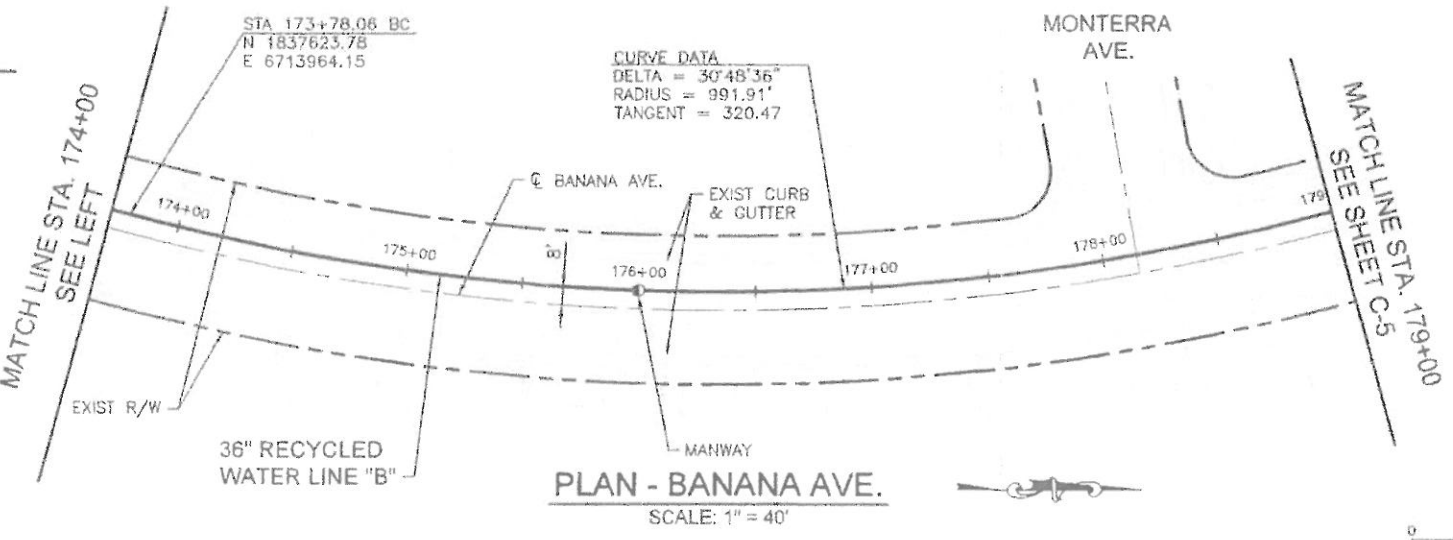 STA 173+78.06 BC
N 1837623.78
E 6713964.15
CURVE DATA
DELTA = 30°48'36"
RADIUS = 991.91'
TANGENT = 320.47
MONTERRA
AVE.
MATCH LINE STA. 174+00
SEE LEFT
MATCH LINE STA. 179+00
SEE SHEET C-5
℄ BANANA AVE.
EXIST CURB
& GUTTER
174+00
175+00
8'
176+00
177+00
178+00
179
EXIST R/W
36" RECYCLED
WATER LINE "B"
MANWAY
PLAN - BANANA AVE.
SCALE: 1" = 40'
0